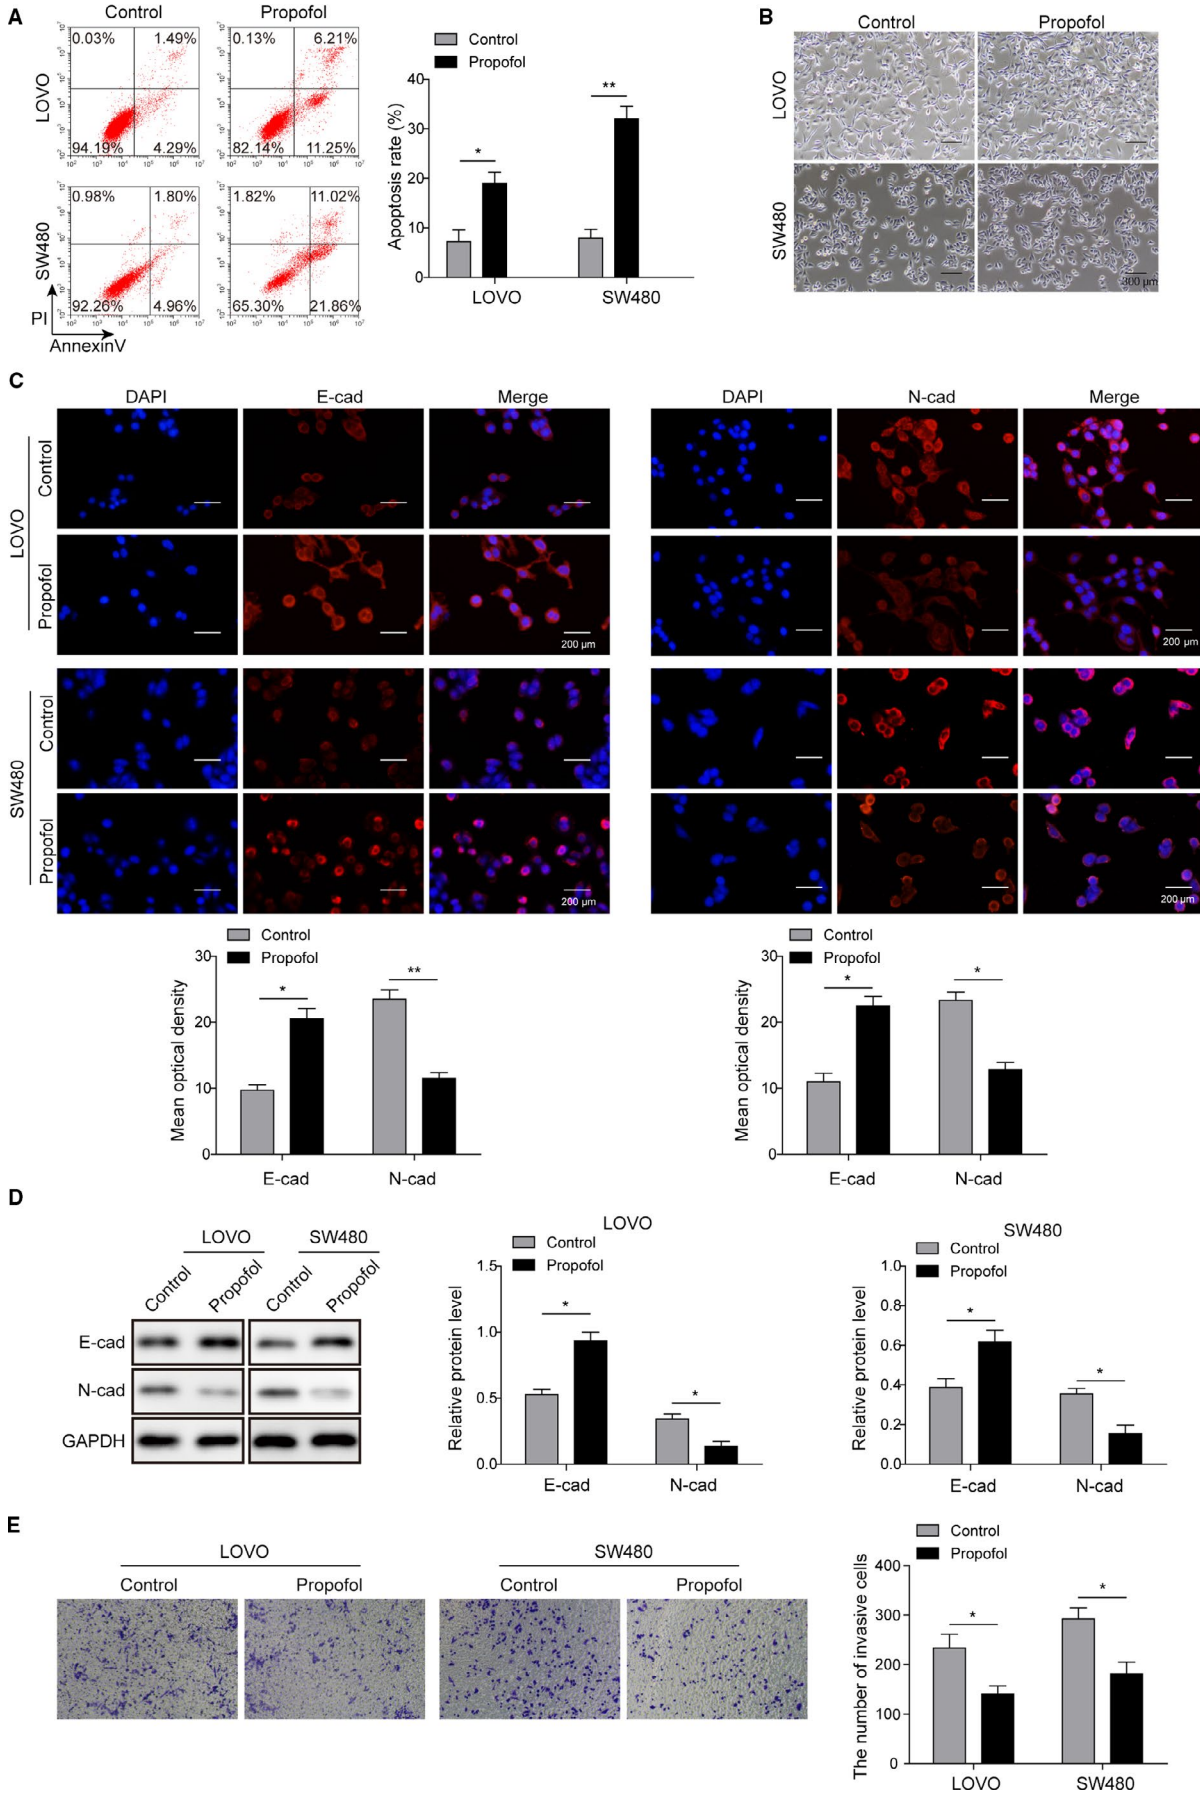 A
Control
Propofol
LOVO
0.03%
1.49%
94.19%
4.29%
0.13%
6.21%
82.14%
11.25%
SW480
0.98%
1.80%
92.26%
4.96%
1.82%
11.02%
65.30%
21.86%
PI
AnnexinV
Control
Propofol
Apoptosis rate (%)
40
30
20
10
0
*
**
LOVO
SW480
B
Control
Propofol
LOVO
SW480
300 µm
C
DAPI
E-cad
Merge
DAPI
N-cad
Merge
LOVO
Control
Propofol
200 µm
200 µm
SW480
Control
Propofol
200 µm
200 µm
Control
Propofol
Mean optical density
30
20
10
0
*
**
E-cad
N-cad
Control
Propofol
Mean optical density
30
20
10
0
*
*
E-cad
N-cad
D
LOVO
SW480
Control
Propofol
Control
Propofol
E-cad
N-cad
GAPDH
LOVO
Control
Propofol
Relative protein level
1.5
1.0
0.5
0.0
*
*
E-cad
N-cad
SW480
Control
Propofol
Relative protein level
1.0
0.8
0.6
0.4
0.2
0.0
*
*
E-cad
N-cad
E
LOVO
SW480
Control
Propofol
Control
Propofol
Control
Propofol
The number of invasive cells
400
300
200
100
0
*
*
LOVO
SW480